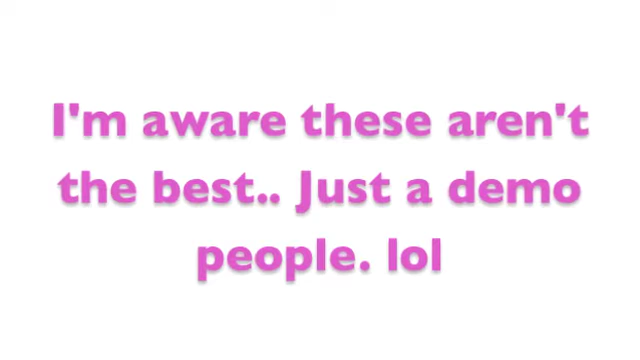 I'm aware these aren't
the best.. Just a demo
people. lol